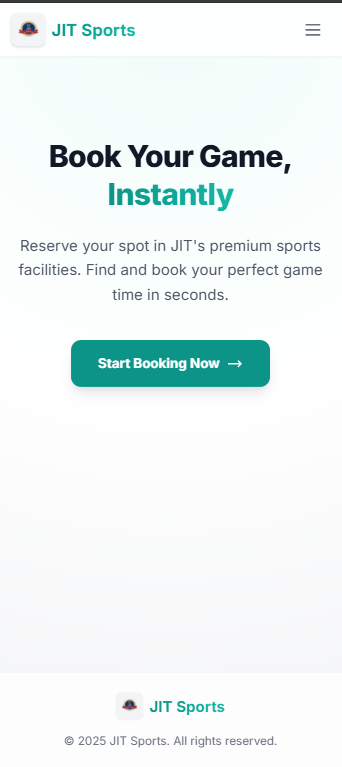 JIT Sports
Book Your Game,
Instantly
Reserve your spot in JIT's premium sports
facilities. Find and book your perfect game
time in seconds.
Start Booking Now →
JIT Sports
© 2025 JIT Sports. All rights reserved.